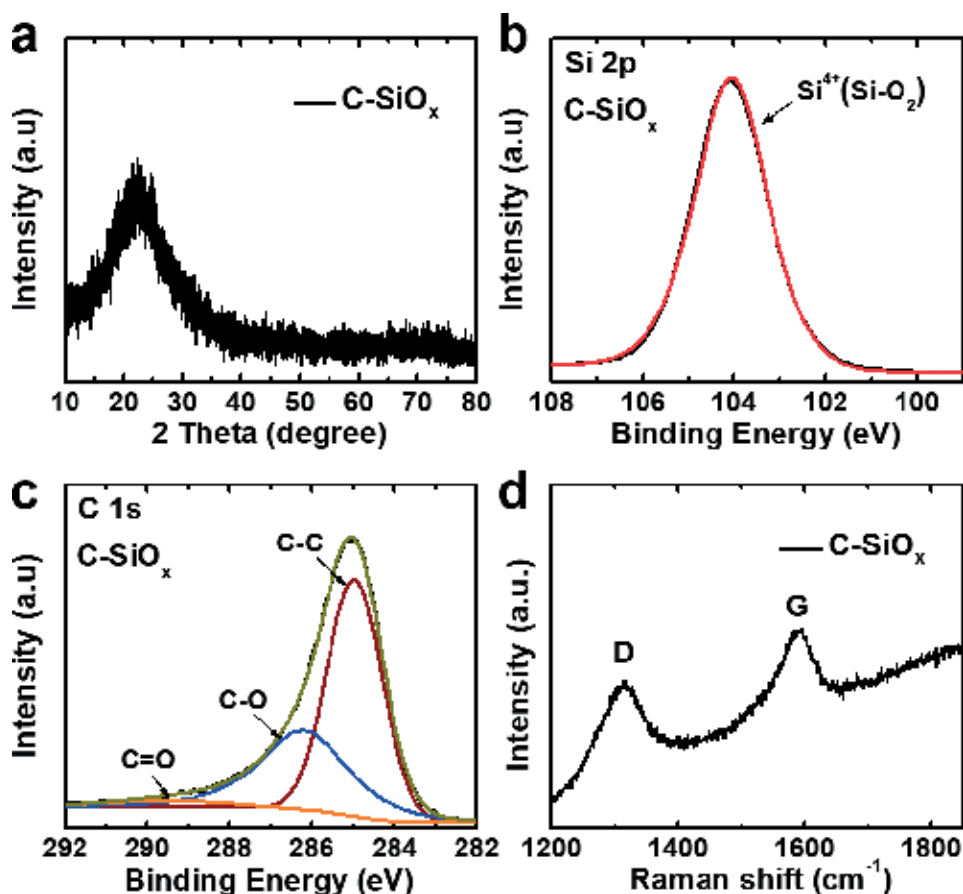 a
C-SiOx
Intensity (a.u)
10 20 30 40 50 60 70 80
2 Theta (degree)
b
Si 2p
C-SiOx
Si4+(Si-O2)
Intensity (a.u)
108 106 104 102 100
Binding Energy (eV)
c
C 1s
C-SiOx
C-C
C-O
C=O
Intensity (a.u)
292 290 288 286 284 282
Binding Energy (eV)
d
C-SiOx
D
G
Intensity (a.u.)
1200 1400 1600 1800
Raman shift (cm-1)